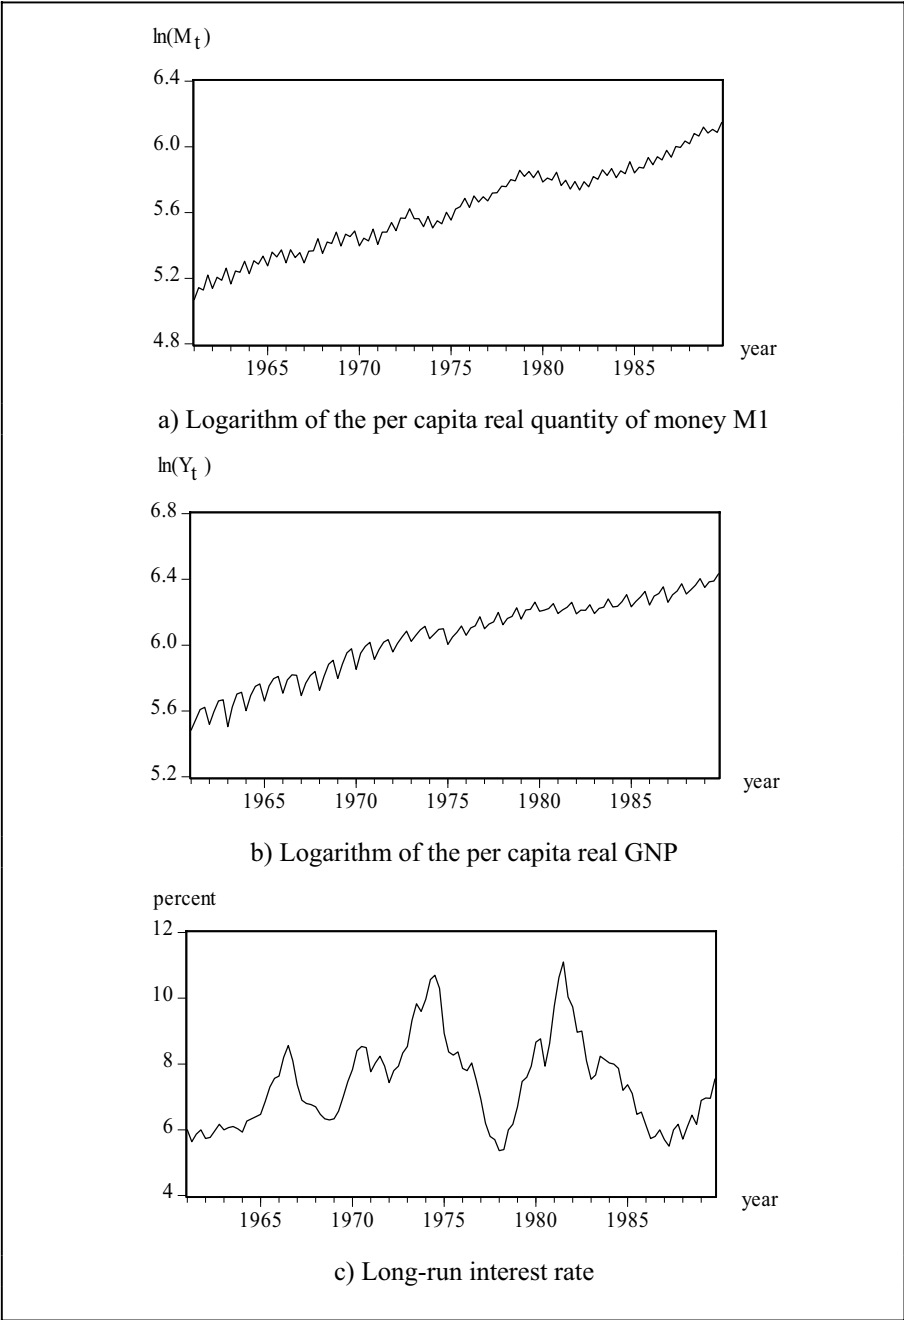 ln(Mt)
6.4
6.0
5.6
5.2
4.8
1965 1970 1975 1980 1985 year
a) Logarithm of the per capita real quantity of money M1
ln(Yt )
6.8
6.4
6.0
5.6
5.2
1965 1970 1975 1980 1985 year
b) Logarithm of the per capita real GNP
percent
12
10
8
6
4
1965 1970 1975 1980 1985 year
c) Long-run interest rate